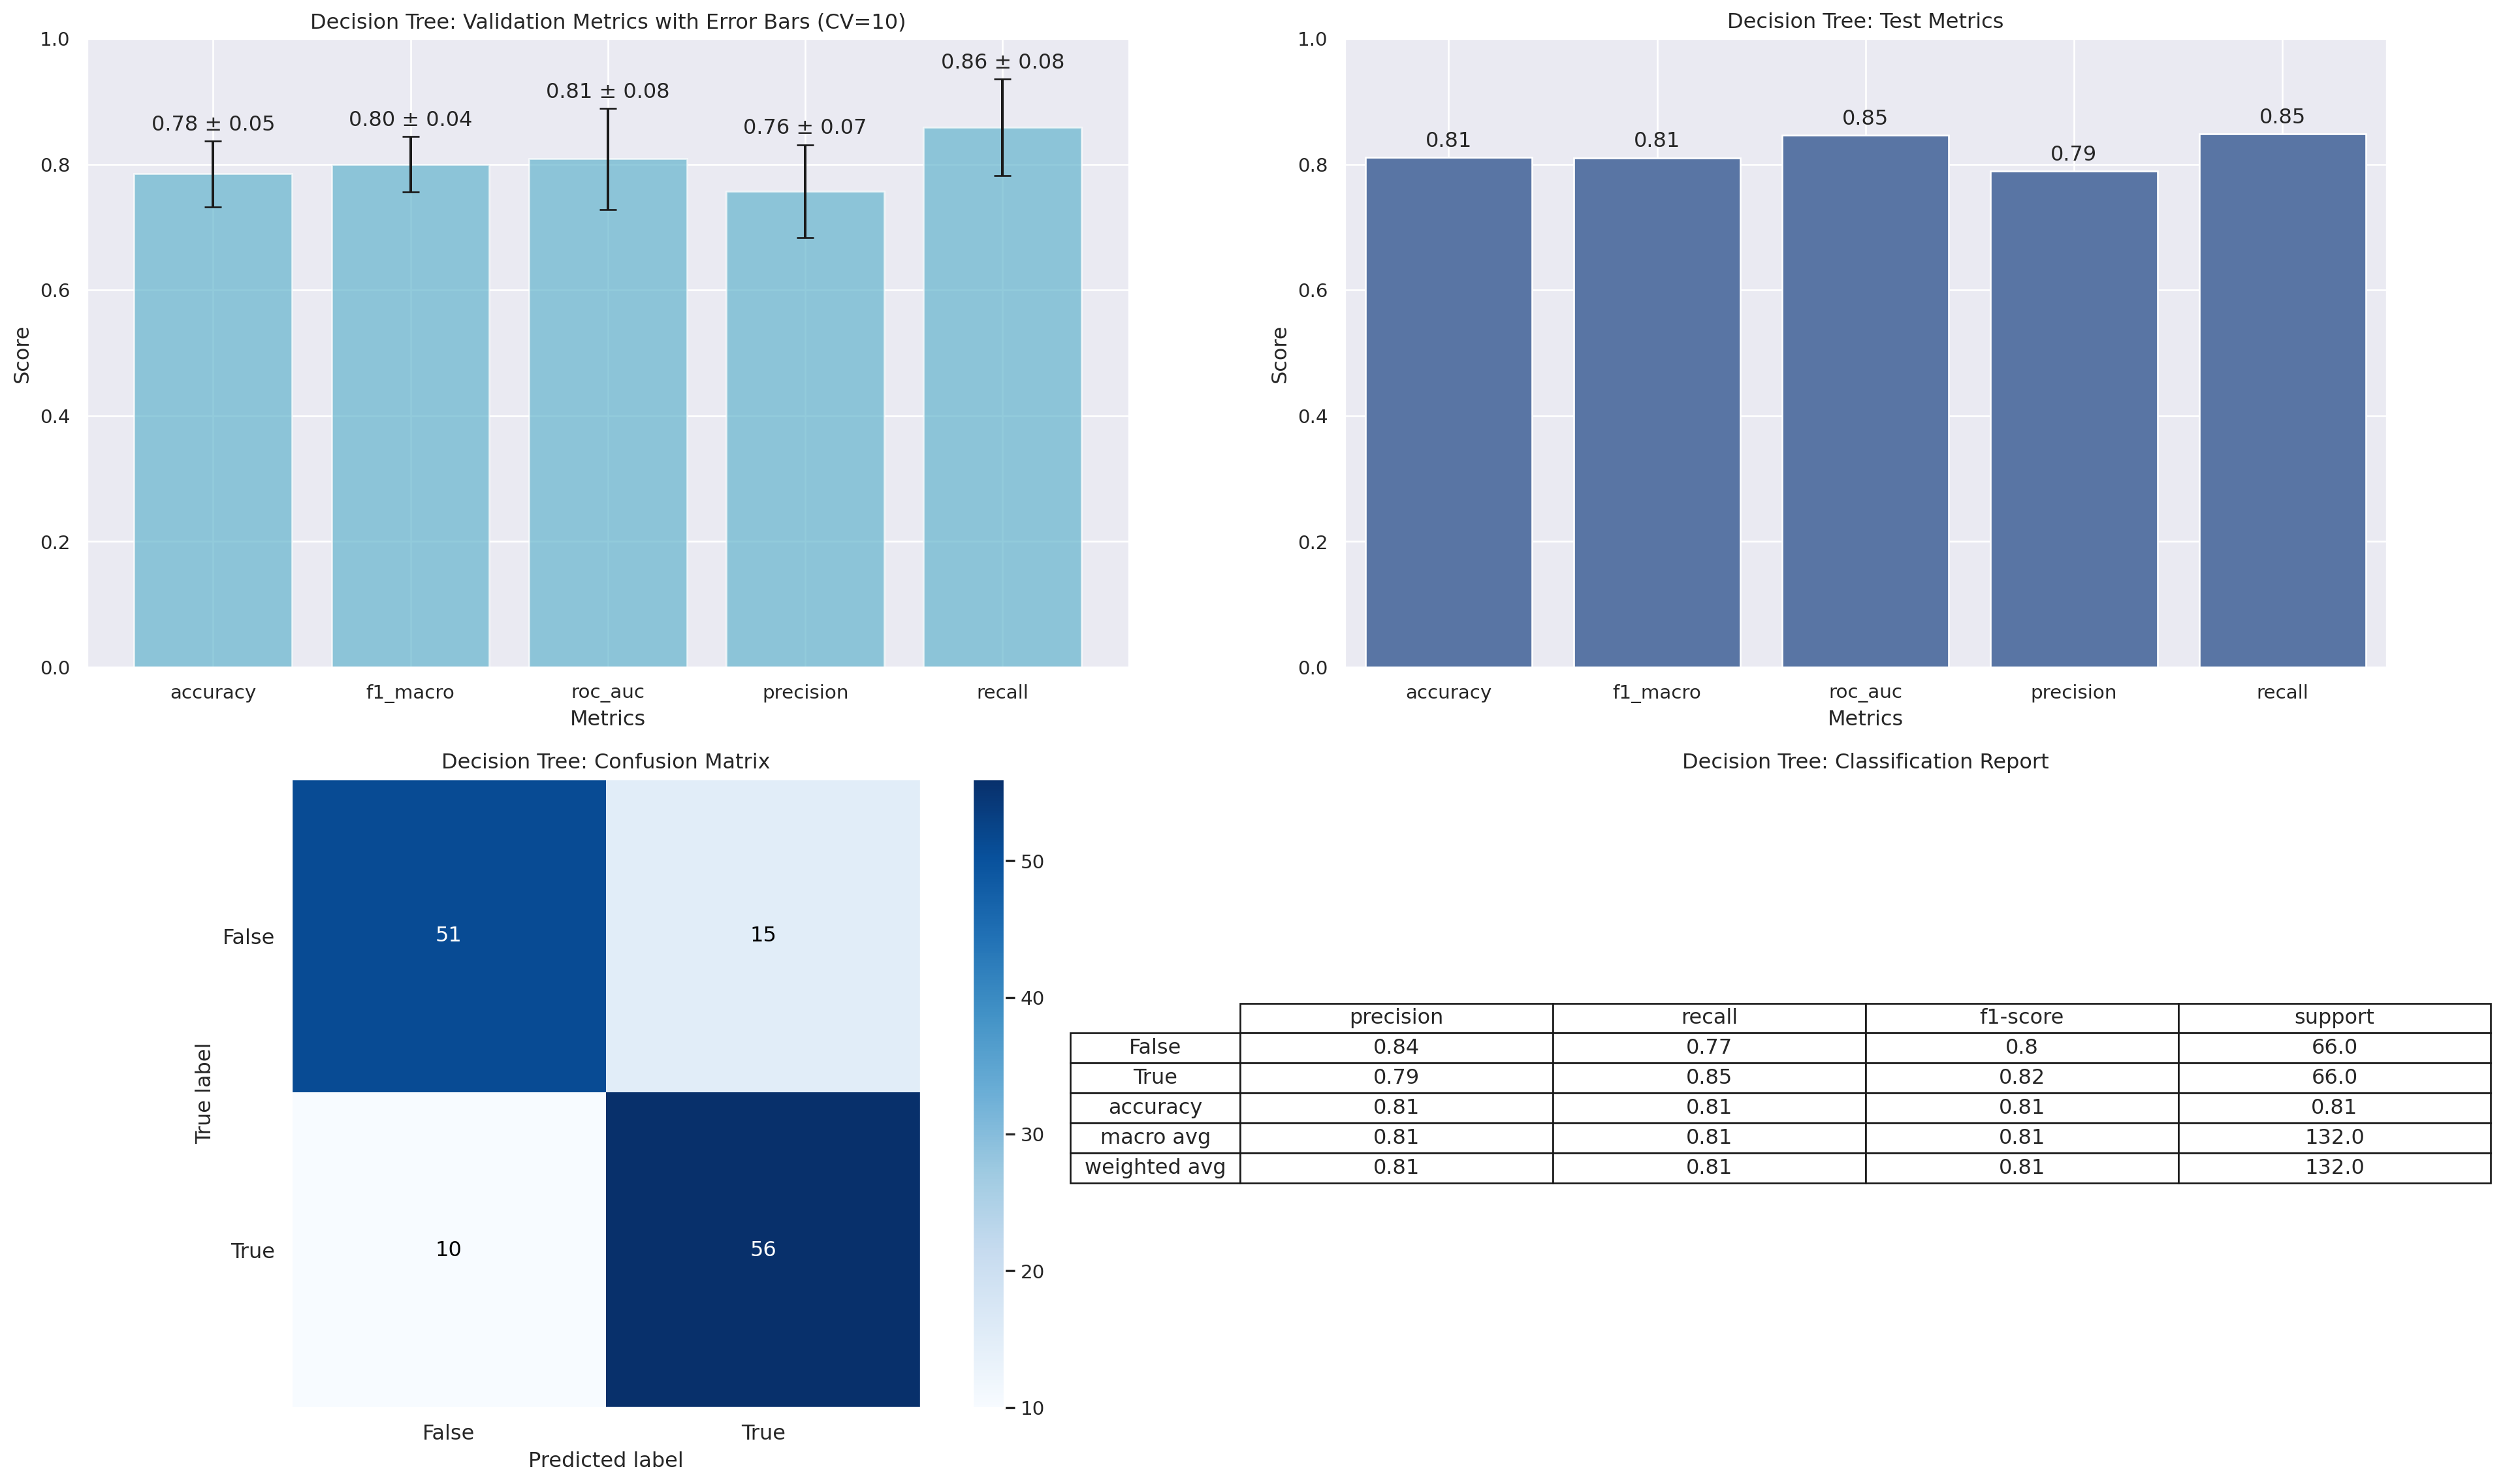 Decision Tree: Validation Metrics with Error Bars (CV=10)
1.0
0.8
0.6
0.4
0.2
0.0
Score
0.78 ± 0.05
0.80 ± 0.04
0.81 ± 0.08
0.76 ± 0.07
0.86 ± 0.08
accuracy f1_macro roc_auc precision recall
Metrics
Decision Tree: Test Metrics
1.0
0.8
0.6
0.4
0.2
0.0
Score
0.81
0.81
0.85
0.79
0.85
accuracy f1_macro roc_auc precision recall
Metrics
Decision Tree: Confusion Matrix
True label
False 51 15
True 10 56
False True
Predicted label
50
40
30
20
10
Decision Tree: Classification Report
precision recall f1-score support
False 0.84 0.77 0.8 66.0
True 0.79 0.85 0.82 66.0
accuracy 0.81 0.81 0.81 0.81
macro avg 0.81 0.81 0.81 132.0
weighted avg 0.81 0.81 0.81 132.0